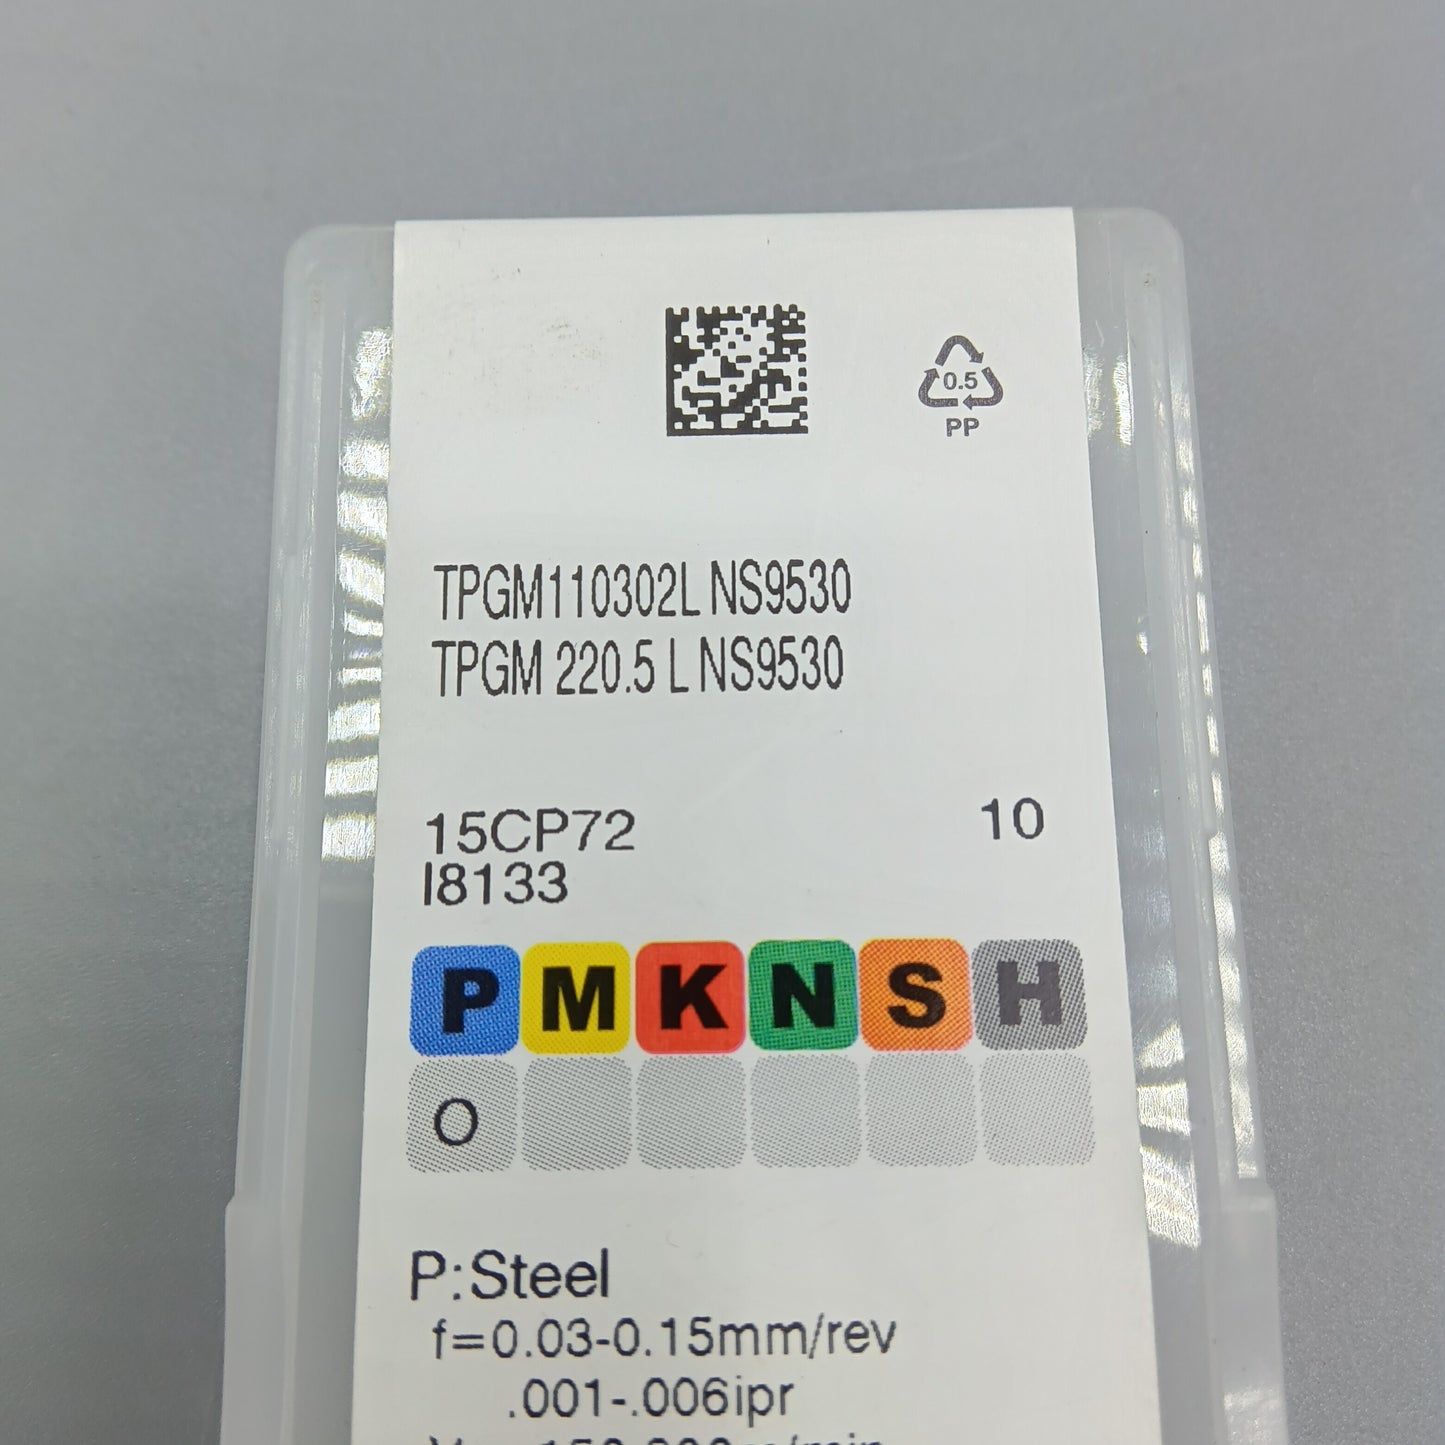 0.5
PP
TPGM110302L NS9530
TPGM 220.5 L NS9530
15CP72 10
I8133
P M K N S H
O
P:Steel
f=0.03-0.15mm/rev
.001-.006ipr